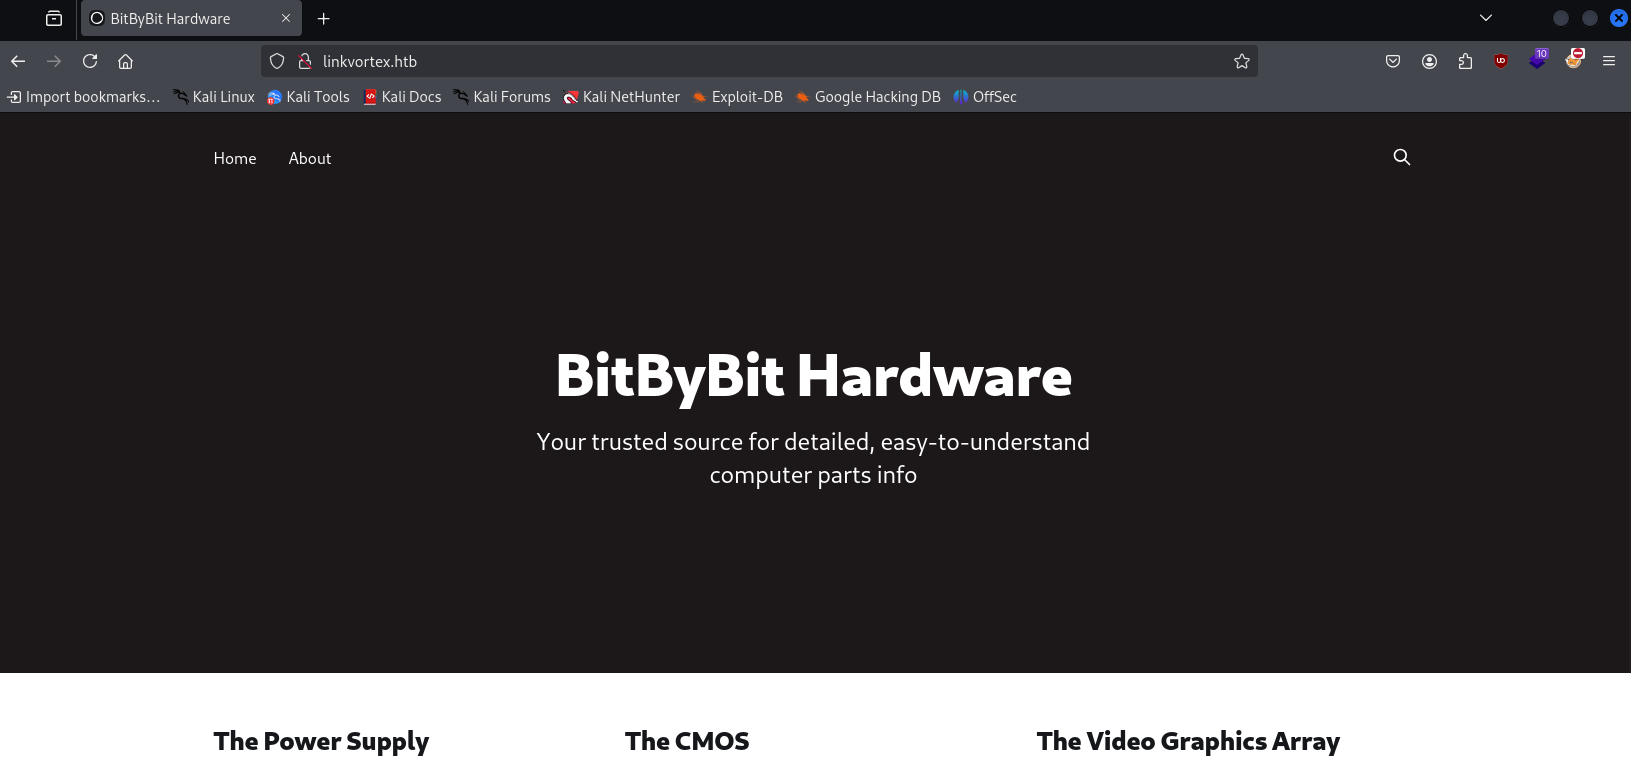 BitByBit Hardware
linkvortex.htb
10
Import bookmarks... Kali Linux Kali Tools Kali Docs Kali Forums Kali NetHunter Exploit-DB Google Hacking DB OffSec
Home About
BitByBit Hardware
Your trusted source for detailed, easy-to-understand
computer parts info
The Power Supply The CMOS The Video Graphics Array